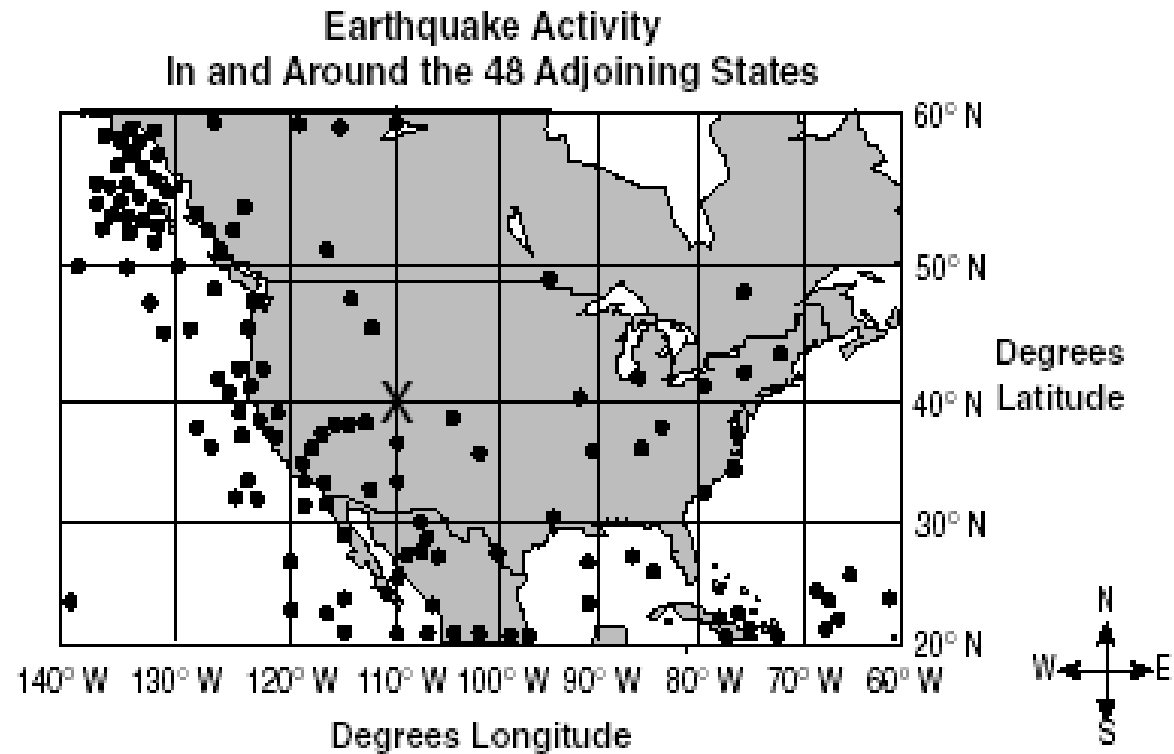 Earthquake Activity
In and Around the 48 Adjoining States
60° N
50° N
40° N
30° N
20° N
Degrees
Latitude
140° W 130° W 120° W 110° W 100° W 90° W 80° W 70° W 60° W
Degrees Longitude
X
N
W E
S